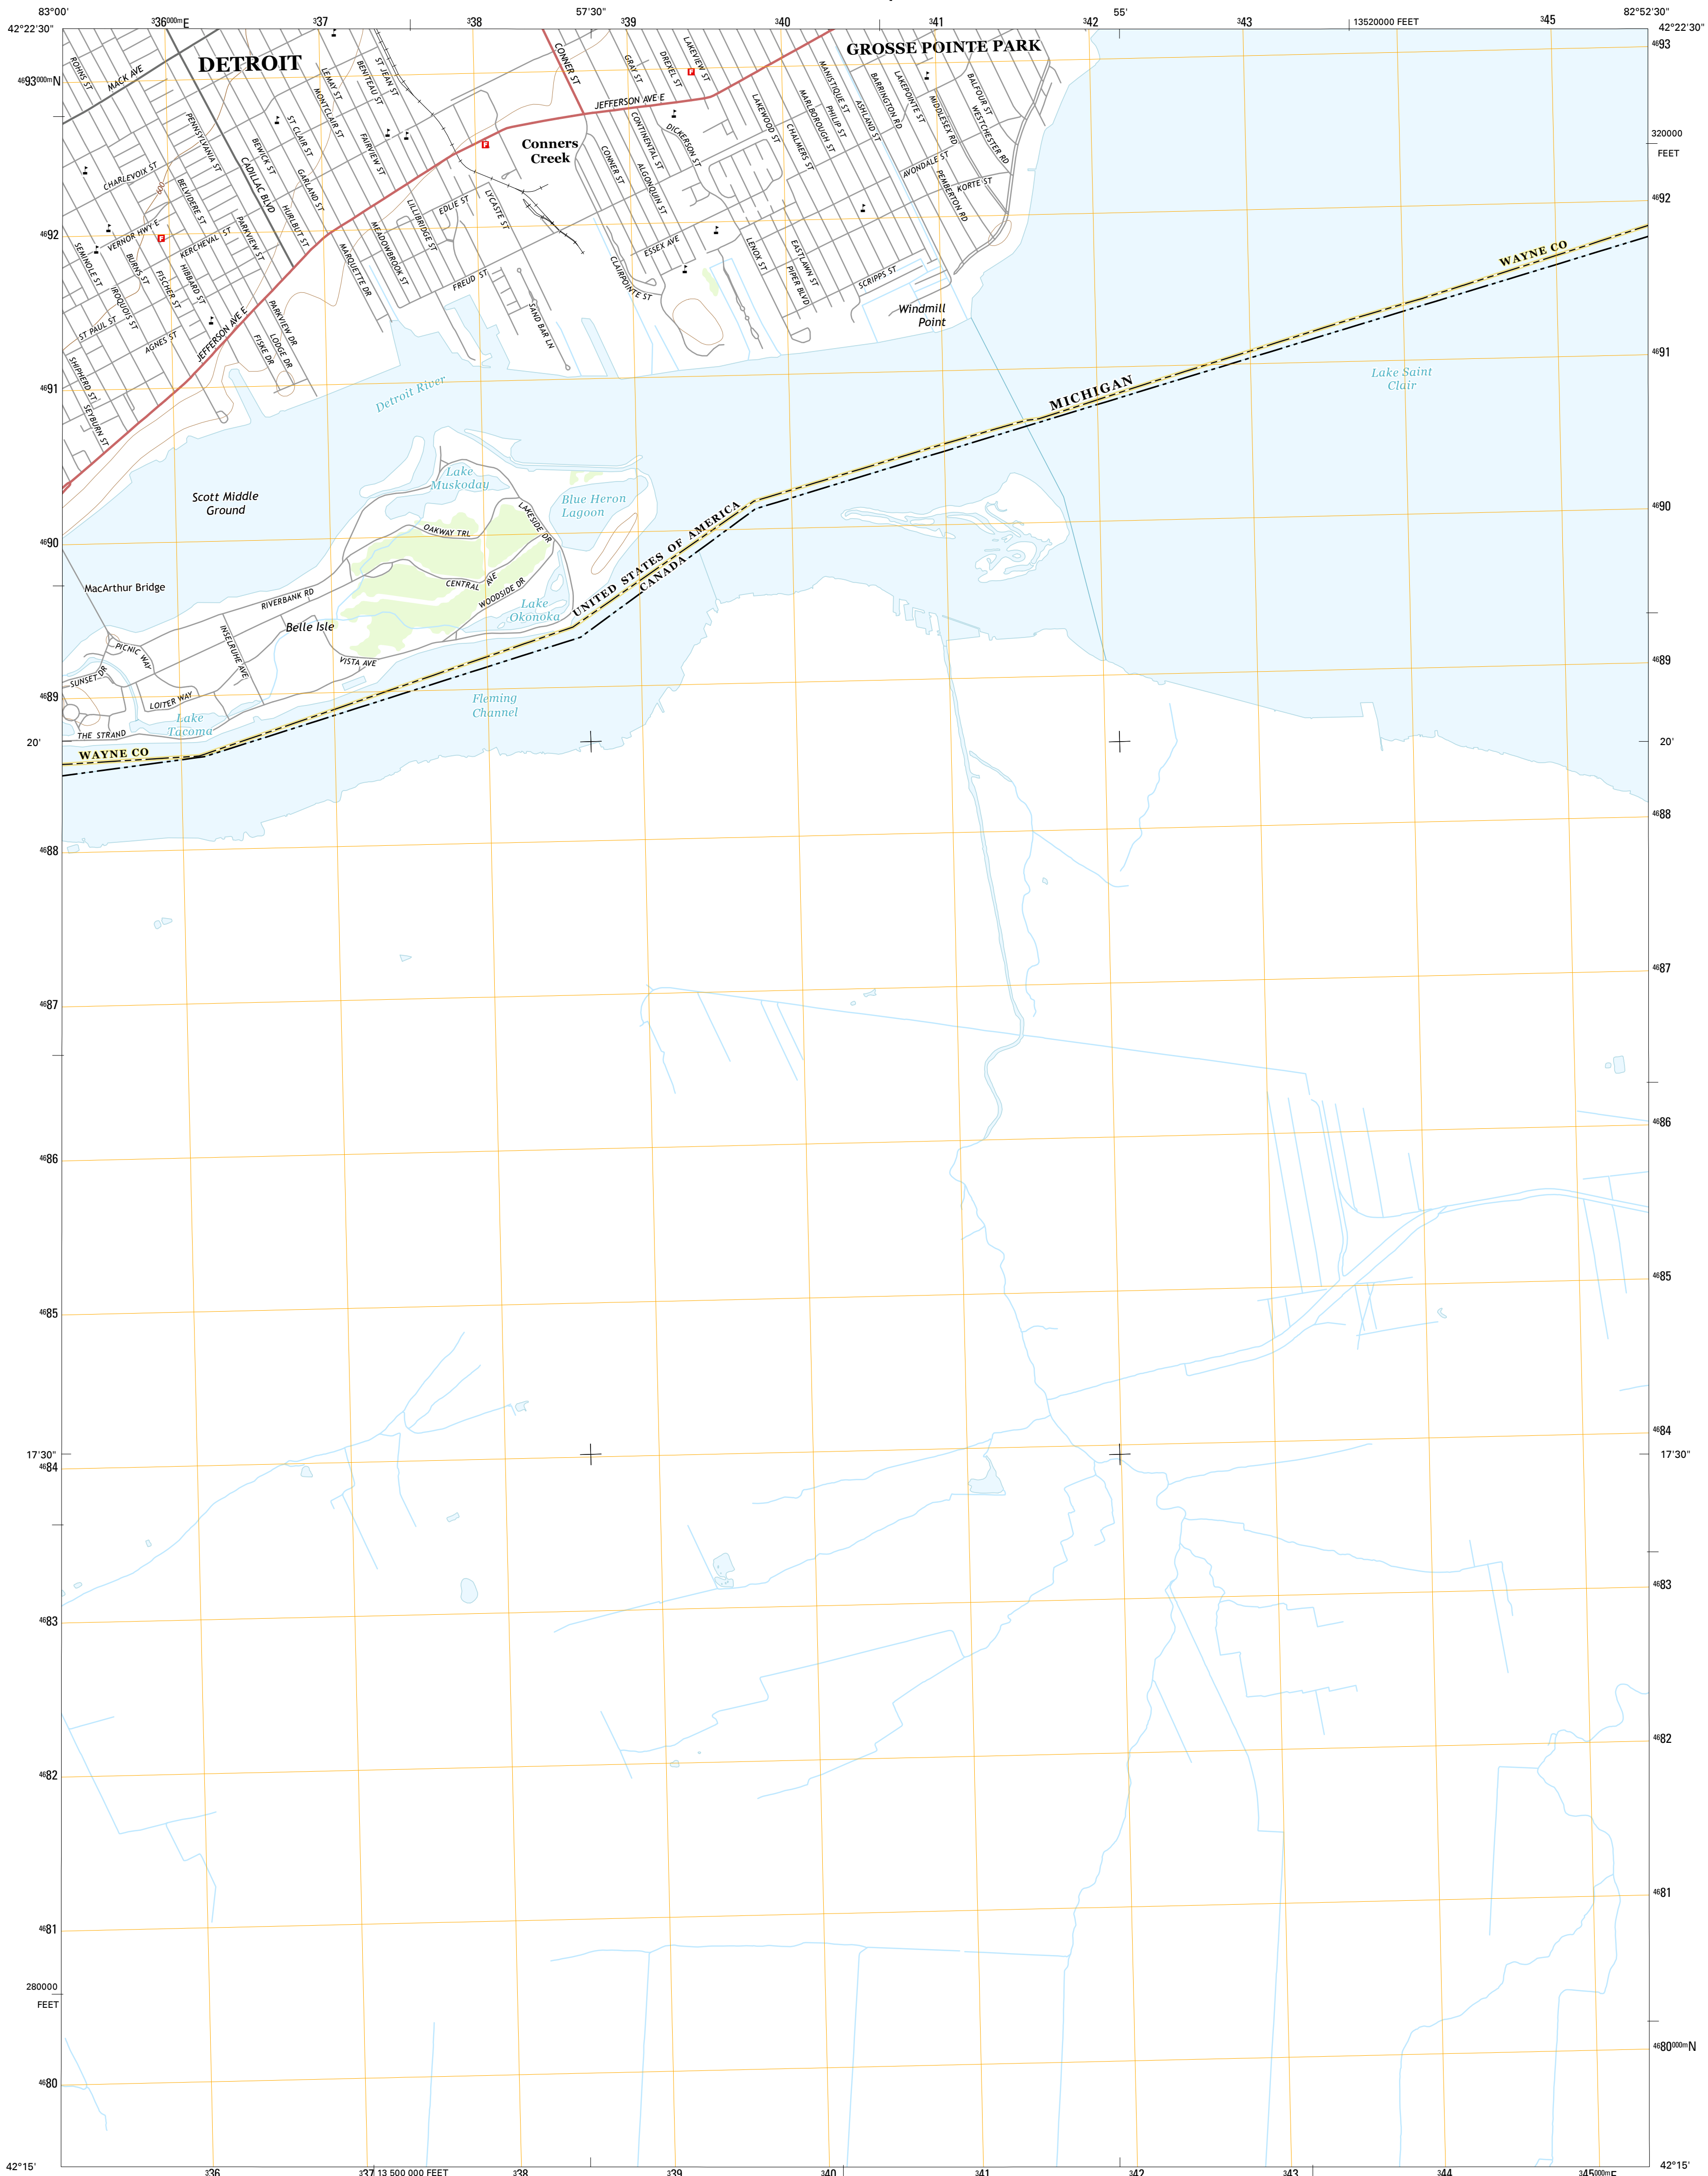 83°00'
³36⁰⁰⁰ᵐE
³37
³38
57'30"
³39
³40
³41
³42
55'
³43
13520000 FEET
³45
82°52'30"
42°22'30"
42°22'30"
⁴⁶93⁰⁰⁰ᵐN
⁴⁶92
⁴⁶91
⁴⁶90
⁴⁶89
20'
⁴⁶88
⁴⁶87
⁴⁶86
⁴⁶85
17'30"
⁴⁶84
⁴⁶83
⁴⁶82
⁴⁶81
280000
FEET
⁴⁶80
42°15'
DETROIT
GROSSE POINTE PARK
Conners
Creek
ROHNS ST
MACK AVE
LEMAY ST
MONTCLAIR ST
BENITEAU ST
ST JEAN ST
CONNER ST
GRAY ST
DREXEL ST
LAKEVIEW ST
JEFFERSON AVE E
MANISTIQUE ST
BARRINGTON RD
LAKEPOINTE ST
MIDDLESEX RD
BALFOUR ST
WESTCHESTER RD
PENNSYLVANIA ST
BEWICK ST
ST CLAIR ST
FAIRVIEW ST
CADILLAC BLVD
GARLAND ST
HURLBUT ST
CHARLEVOIX ST
600
BELVIDERE ST
PARKVIEW ST
VERNOR HWY E
KERCHEVAL ST
SEMINOLE ST
BURNS ST
IROQUOIS ST
FISCHER ST
HIBBARD ST
ST PAUL ST
AGNES ST
JEFFERSON AVE E
FISKE DR
LODGE DR
PARKVIEW DR
SHIPHERD ST
SEYBURN ST
MARQUETTE DR
MEADOWBROOK ST
LILLIBRIDGE ST
EDLIE ST
LYCASTE ST
FREUD ST
SAND BAR LN
CONNER ST
CONTINENTAL ST
ALGONQUIN ST
DICKERSON ST
LAKEWOOD ST
CHALMERS ST
MARLBOROUGH ST
PHILIP ST
ASHLAND ST
AVONDALE ST
KORTE ST
PEMBERTON RD
ESSEX AVE
CLAIRPOINTE ST
LENOX ST
EASTLAWN ST
PIPER BLVD
SCRIPPS ST
Windmill
Point
Detroit River
Lake Saint
Clair
WAYNE CO
MICHIGAN
UNITED STATES OF AMERICA
CANADA
Scott Middle
Ground
Lake
Muskoday
Blue Heron
Lagoon
OAKWAY TRL
LAKESIDE DR
CENTRAL AVE
WOODSIDE DR
Lake
Okonoka
MacArthur Bridge
RIVERBANK RD
Belle Isle
INSELRUHE AVE
PICNIC WAY
SUNSET DR
VISTA AVE
LOITER WAY
Lake
Tacoma
THE STRAND
Fleming
Channel
WAYNE CO
⁴⁶93
320000
FEET
⁴⁶92
⁴⁶91
⁴⁶90
⁴⁶89
20'
⁴⁶88
⁴⁶87
⁴⁶86
⁴⁶85
⁴⁶84
17'30"
⁴⁶83
⁴⁶82
⁴⁶81
⁴⁶80⁰⁰⁰ᵐN
42°15'
³36
³37
13 500 000 FEET
³38
³39
³40
³41
³42
³43
³44
³45⁰⁰⁰ᵐE
F
F
F